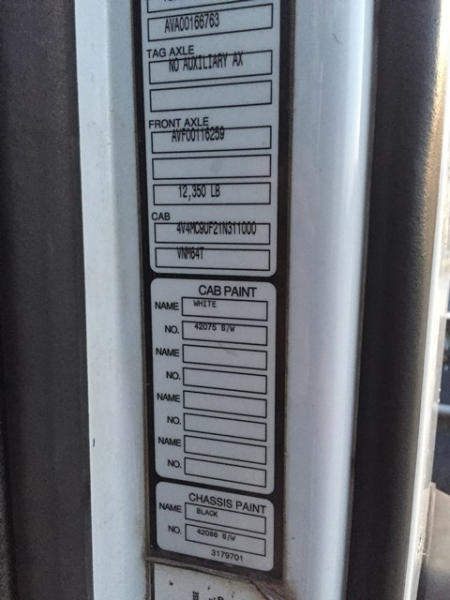 AVA00166763
TAG AXLE
NO AUXILIARY AX
FRONT AXLE
AVF00116259
12,350 LB
CAB
4V4MC9UF21N311000
VNM64T
CAB PAINT
NAME WHITE
NO. 42075 S/W
NAME
NO.
NAME
NO.
NAME
NO.
CHASSIS PAINT
NAME BLACK
NO. 42086 S/W
3179701